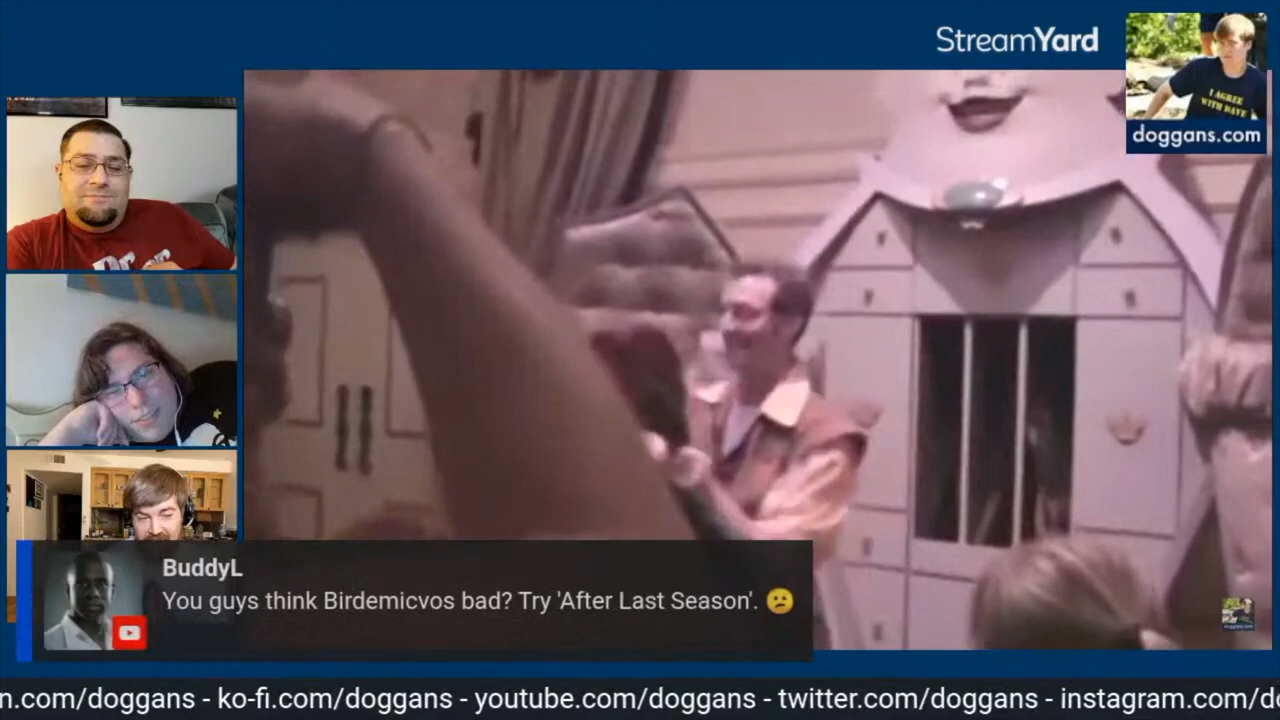 StreamYard
I AGREE
WITH DAVE
doggans.com
BuddyL
You guys think Birdemicvos bad? Try 'After Last Season'. 😕
n.com/doggans - ko-fi.com/doggans - youtube.com/doggans - twitter.com/doggans - instagram.com/do